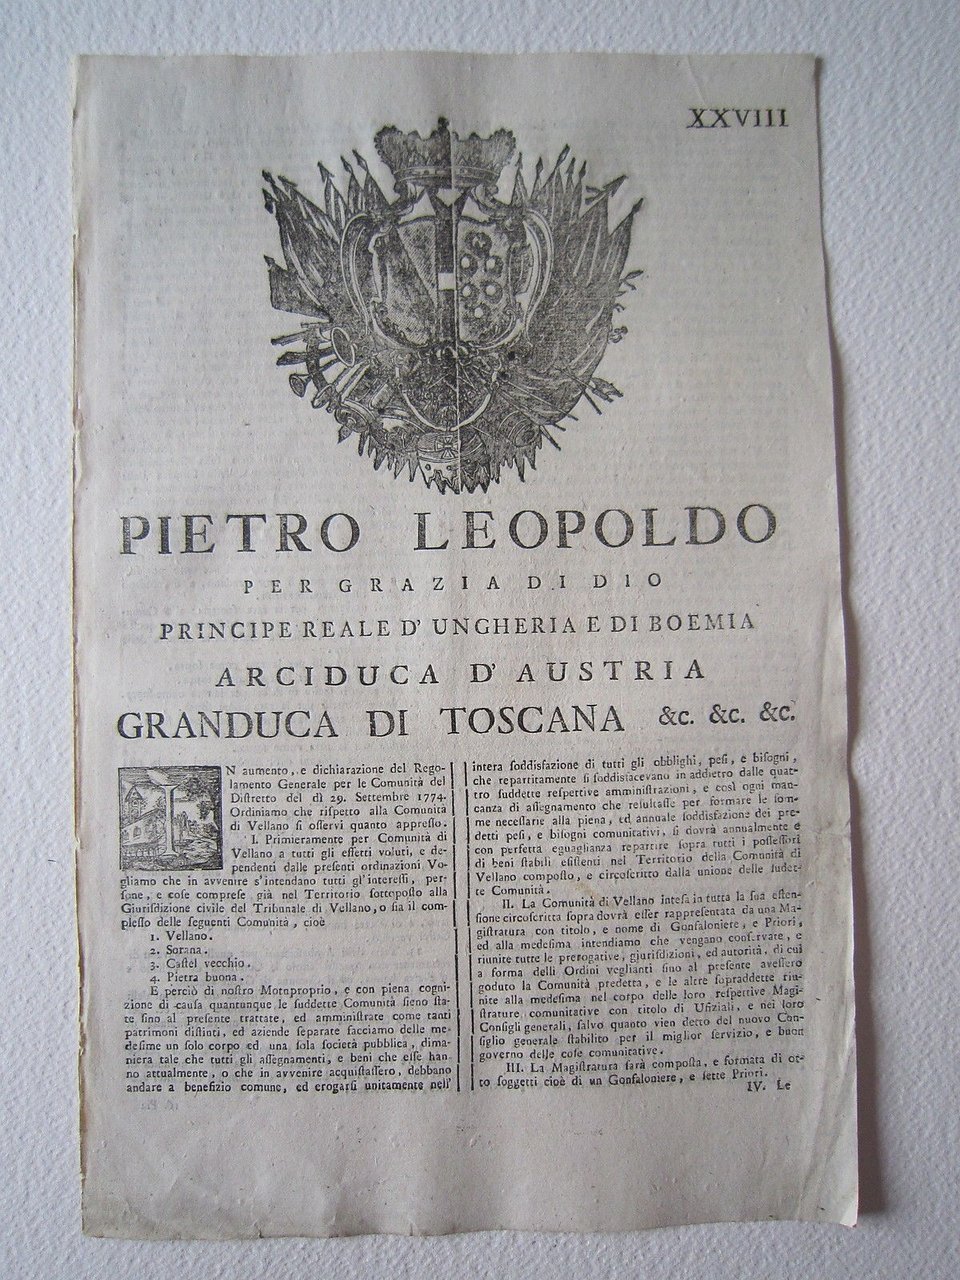 XXVIII
PIETRO LEOPOLDO
PER GRAZIA DI DIO
PRINCIPE REALE D' UNGHERIA E DI BOEMIA
ARCIDUCA D' AUSTRIA
GRANDUCA DI TOSCANA &c. &c. &c.
IN aumento, e dichiarazione del Rego-
lamento Generale per le Comunità del
Diſtretto del dì 29. Settembre 1774.
Ordiniamo che riſpetto alla Comunità
di Vellano ſi oſſervi quanto appreſſo.
I. Primieramente per Comunità di
Vellano a tutti gli effetti voluti, e de-
pendenti dalle preſenti ordinazioni Vo-
gliamo che in avvenire s'intendano tutti gl'intereſſi, per-
ſone, e coſe compreſe già nel Territorio ſottopoſto alla
Giuriſdizione civile del Tribunale di Vellano, o ſia il com-
pleſſo delle ſeguenti Comunità, cioè
1. Vellano.
2. Sorana.
3. Caſtel vecchio.
4. Pietra buona.
E perciò di noſtro Motuproprio, e con piena cogni-
zione di cauſa quantunque le ſuddette Comunità ſieno ſta-
te ſino al preſente trattate, ed amminiſtrate come tanti
patrimoni diſtinti, ed aziende ſeparate facciamo delle me-
deſime un ſolo corpo ed una ſola ſocietà pubblica, dima-
niera tale che tutti gli aſſegnamenti, e beni che eſſe han-
no attualmente, o che in avvenire acquiſtaſſero, debbano
andare a benefizio comune, ed erogarſi unitamente nell'
intera ſoddisfazione di tutti gli obblighi, peſi, e biſogni,
che repartitamente ſi ſoddisfacevano in addietro dalle quat-
tro ſuddette reſpettive amminiſtrazioni, e così ogni man-
canza di aſſegnamento che reſultaſſe per formare le ſom-
me neceſſarie alla piena, ed annuale ſoddisfazione dei pre-
detti peſi, e biſogni comunitativi, ſi dovrà annualmente e
con perfetta eguaglianza repartire ſopra tutti i poſſeſſori
di beni ſtabili eſiſtenti nel Territorio della Comunità di
Vellano compoſto, e circoſcritto dalla unione delle ſudet-
te Comunità.
II. La Comunità di Vellano inteſa in tutta la ſua eſten-
ſione circoſcritta ſopra dovrà eſſer rappreſentata da una Ma-
giſtratura con titolo, e nome di Gonfaloniere, e Priori,
ed alla medeſima intendiamo che vengano conſervate, e
riunite tutte le prerogative, giuriſdizioni, ed autorità, di cui
a forma delli Ordini veglianti fino al preſente aveſſero
goduto la Comunità predetta, e le altre ſopraddette riu-
nite alla medeſima nel corpo delle loro reſpettive Magi-
ſtrature comunitative con titolo di Ufiziali, e nei loro
Conſigli generali, ſalvo quanto vien detto del nuovo Con-
ſiglio generale ſtabilito per il miglior ſervizio, e buon
governo delle coſe comunitative.
III. La Magiſtratura ſarà compoſta, e formata di ot-
to ſoggetti cioè di un Gonfaloniere, e ſette Priori.
IV. Le